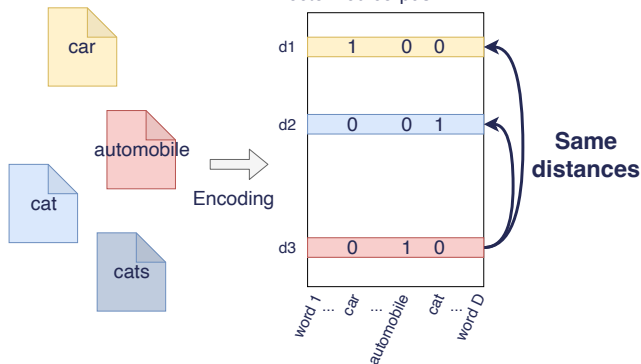 car
automobile
cat
cats
Encoding
d1 1 0 0
d2 0 0 1
d3 0 1 0
Same
distances
word 1 ... car ... automobile cat ... word D